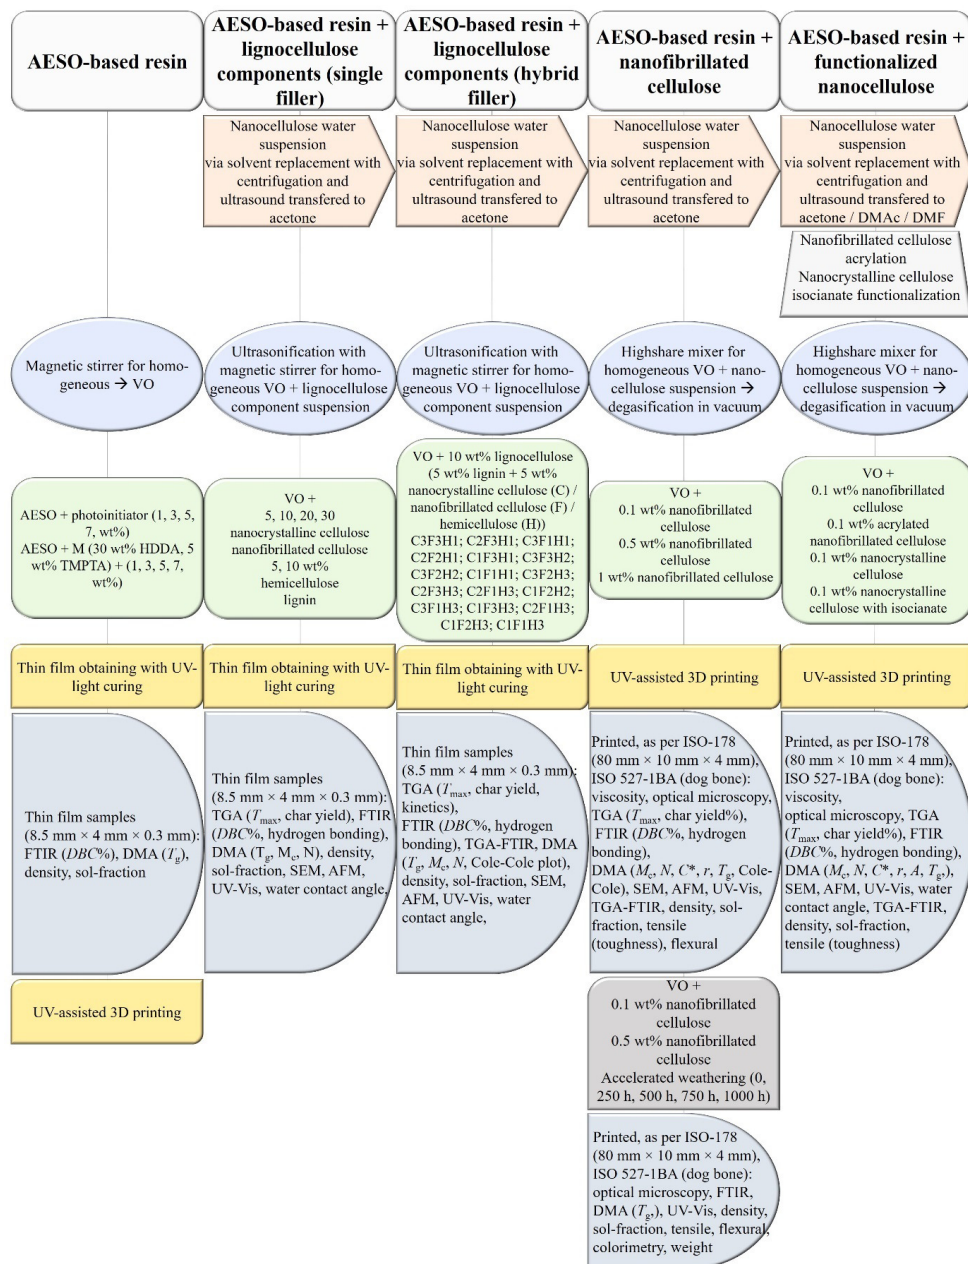 AESO-based resin
AESO-based resin +
lignocellulose
components (single
filler)
AESO-based resin +
lignocellulose
components (hybrid
filler)
AESO-based resin +
nanofibrillated
cellulose
AESO-based resin +
functionalized
nanocellulose
Nanocellulose water
suspension
via solvent replacement with
centrifugation and
ultrasound transfered to
acetone
Nanocellulose water
suspension
via solvent replacement with
centrifugation and
ultrasound transfered to
acetone
Nanocellulose water
suspension
via solvent replacement with
centrifugation and
ultrasound transfered to
acetone
Nanocellulose water
suspension
via solvent replacement with
centrifugation and
ultrasound transfered to
acetone / DMAc / DMF
Nanofibrillated cellulose
acrylation
Nanocrystalline cellulose
isocianate functionalization
Magnetic stirrer for homo-
geneous → VO
Ultrasonification with
magnetic stirrer for homo-
geneous VO + lignocellulose
component suspension
Ultrasonification with
magnetic stirrer for homo-
geneous VO + lignocellulose
component suspension
Highshare mixer for
homogeneous VO + nano-
cellulose suspension →
degasification in vacuum
Highshare mixer for
homogeneous VO + nano-
cellulose suspension →
degasification in vacuum
AESO + photoinitiator (1, 3, 5,
7, wt%)
AESO + M (30 wt% HDDA, 5
wt% TMPTA) + (1, 3, 5, 7,
wt%)
VO +
5, 10, 20, 30
nanocrystalline cellulose
nanofibrillated cellulose
5, 10 wt%
hemicellulose
lignin
VO + 10 wt% lignocellulose
(5 wt% lignin + 5 wt%
nanocrystalline cellulose (C) /
nanofibrillated cellulose (F) /
hemicellulose (H))
C3F3H1; C2F3H1; C3F1H1;
C2F2H1; C1F3H1; C3F3H2;
C3F2H2; C1F1H1; C3F2H3;
C2F3H3; C2F1H3; C1F2H2;
C3F1H3; C1F3H3; C2F1H3;
C1F2H3; C1F1H3
VO +
0.1 wt% nanofibrillated
cellulose
0.5 wt% nanofibrillated
cellulose
1 wt% nanofibrillated cellulose
VO +
0.1 wt% nanofibrillated
cellulose
0.1 wt% acrylated
nanofibrillated cellulose
0.1 wt% nanocrystalline
cellulose
0.1 wt% nanocrystalline
cellulose with isocianate
Thin film obtaining with UV-
light curing
Thin film obtaining with UV-
light curing
Thin film obtaining with UV-
light curing
UV-assisted 3D printing
UV-assisted 3D printing
Thin film samples
(8.5 mm × 4 mm × 0.3 mm):
FTIR (DBC%), DMA (Tg),
density, sol-fraction
Thin film samples
(8.5 mm × 4 mm × 0.3 mm):
TGA (Tmax, char yield), FTIR
(DBC%, hydrogen bonding),
DMA (Tg, Mc, N), density,
sol-fraction, SEM, AFM,
UV-Vis, water contact angle,
Thin film samples
(8.5 mm × 4 mm × 0.3 mm):
TGA (Tmax, char yield,
kinetics),
FTIR (DBC%, hydrogen
bonding), TGA-FTIR, DMA
(Tg, Mc, N, Cole-Cole plot),
density, sol-fraction, SEM,
AFM, UV-Vis, water
contact angle,
Printed, as per ISO-178
(80 mm × 10 mm × 4 mm),
ISO 527-1BA (dog bone):
viscosity, optical microscopy,
TGA (Tmax, char yield%),
FTIR (DBC%, hydrogen
bonding),
DMA (Mc, N, C*, r, Tg, Cole-
Cole), SEM, AFM, UV-Vis,
TGA-FTIR, density, sol-
fraction, tensile
(toughness), flexural
Printed, as per ISO-178
(80 mm × 10 mm × 4 mm),
ISO 527-1BA (dog bone):
viscosity,
optical microscopy, TGA
(Tmax, char yield%), FTIR
(DBC%, hydrogen bonding),
DMA (Mc, N, C*, r, A, Tg,),
SEM, AFM, UV-Vis, water
contact angle, TGA-FTIR,
density, sol-fraction,
tensile (toughness)
UV-assisted 3D printing
VO +
0.1 wt% nanofibrillated
cellulose
0.5 wt% nanofibrillated
cellulose
Accelerated weathering (0,
250 h, 500 h, 750 h, 1000 h)
Printed, as per ISO-178
(80 mm × 10 mm × 4 mm),
ISO 527-1BA (dog bone):
optical microscopy, FTIR,
DMA (Tg,), UV-Vis, density,
sol-fraction, tensile, flexural,
colorimetry, weight